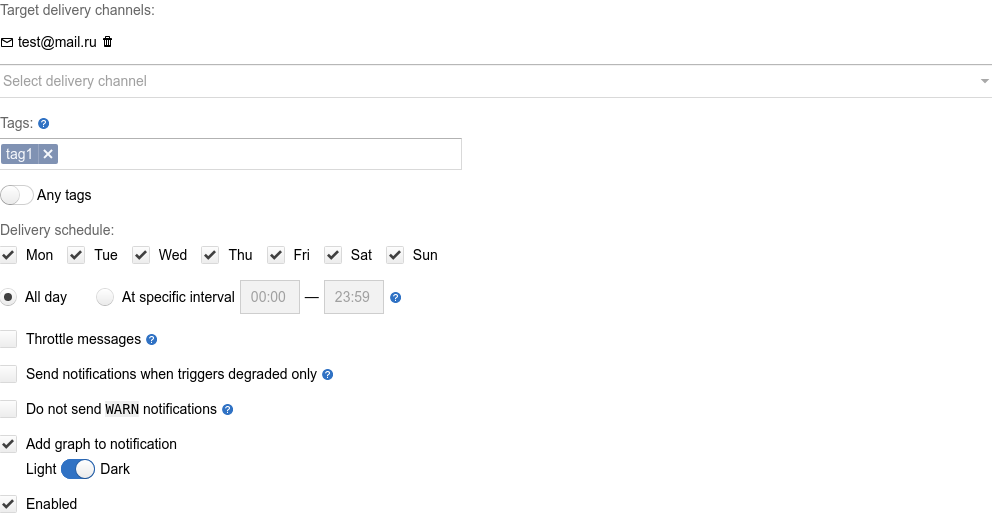 Target delivery channels:
test@mail.ru
Select delivery channel
Tags: ?
tag1 ×
Any tags
Delivery schedule:
Mon Tue Wed Thu Fri Sat Sun
All day At specific interval 00:00 — 23:59 ?
Throttle messages ?
Send notifications when triggers degraded only ?
Do not send WARN notifications ?
Add graph to notification
Light Dark
Enabled